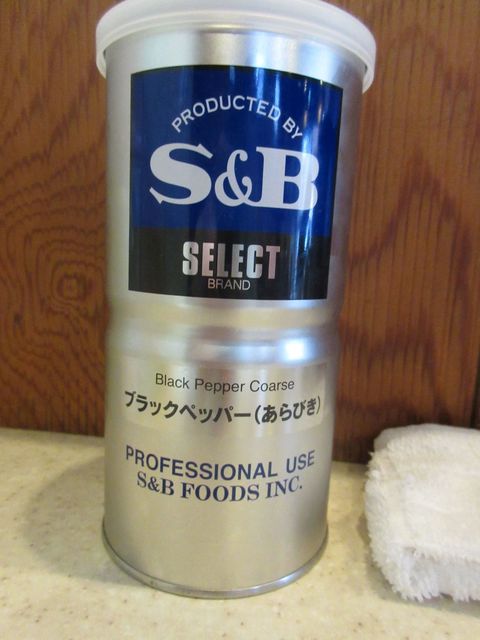 PRODUCTED BY
S&B
SELECT
BRAND
Black Pepper Coarse
ブラックペッパー(あらびき)
PROFESSIONAL USE
S&B FOODS INC.